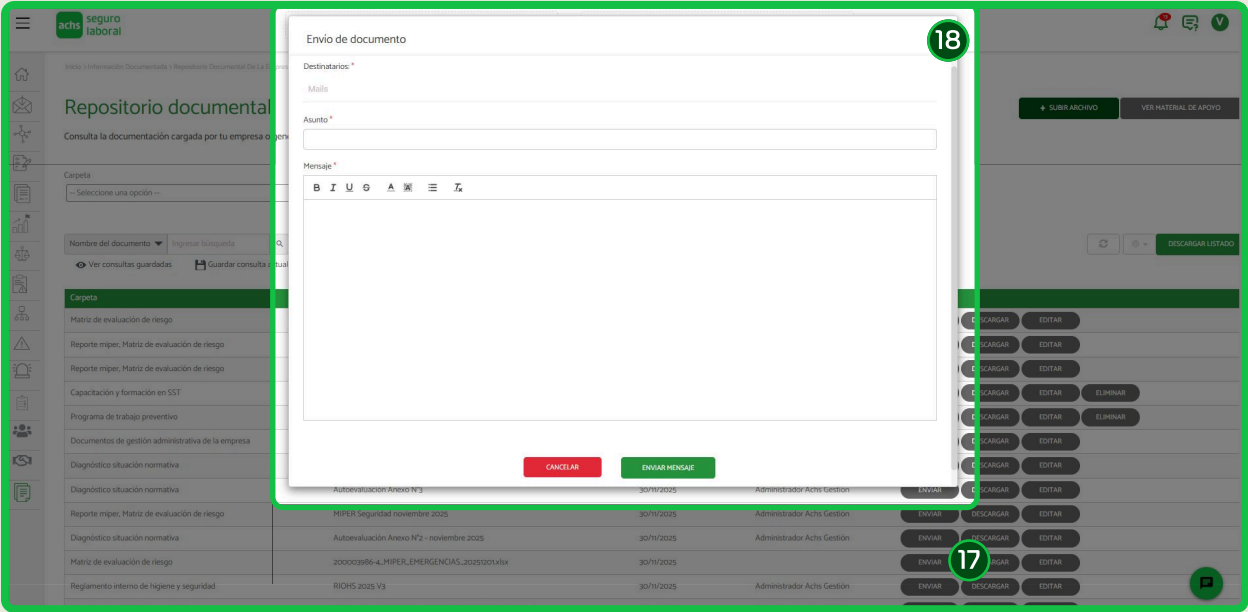 achs seguro laboral
Inicio > Información Documentada > Repositorio Documental De La Empresa
Repositorio documental
Consulta la documentación cargada por tu empresa o gen
+ SUBIR ARCHIVO
VER MATERIAL DE APOYO
Carpeta
-- Seleccione una opción --
Nombre del documento
Ingresar búsqueda
DESCARGAR LISTADO
Ver consultas guardadas
Guardar consulta actual
Envio de documento
18
Destinatarios: *
Mails
Asunto *
Mensaje *
B I U S A A Tx
CANCELAR
ENVIAR MENSAJE
Carpeta
Matriz de evaluación de riesgo DESCARGAR EDITAR
Reporte miper, Matriz de evaluación de riesgo DESCARGAR EDITAR
Reporte miper, Matriz de evaluación de riesgo DESCARGAR EDITAR
Capacitación y formación en SST DESCARGAR EDITAR ELIMINAR
Programa de trabajo preventivo DESCARGAR EDITAR ELIMINAR
Documentos de gestión administrativa de la empresa DESCARGAR EDITAR
Diagnóstico situación normativa DESCARGAR EDITAR
Diagnóstico situación normativa Autoevaluación Anexo N°3 30/11/2025 Administrador Achs Gestión ENVIAR DESCARGAR EDITAR
Reporte miper, Matriz de evaluación de riesgo MIPER Seguridad noviembre 2025 30/11/2025 Administrador Achs Gestión ENVIAR DESCARGAR EDITAR
Diagnóstico situación normativa Autoevaluación Anexo N°2 - noviembre 2025 30/11/2025 Administrador Achs Gestión ENVIAR DESCARGAR EDITAR
Matriz de evaluación de riesgo 200003186-4_MIPER_EMERGENCIAS_20251201.xlsx 30/11/2025 ENVIAR 17 RGAR EDITAR
Reglamento interno de higiene y seguridad RIOHS 2025 V3 30/11/2025 Administrador Achs Gestión ENVIAR DESCARGAR EDITAR
V